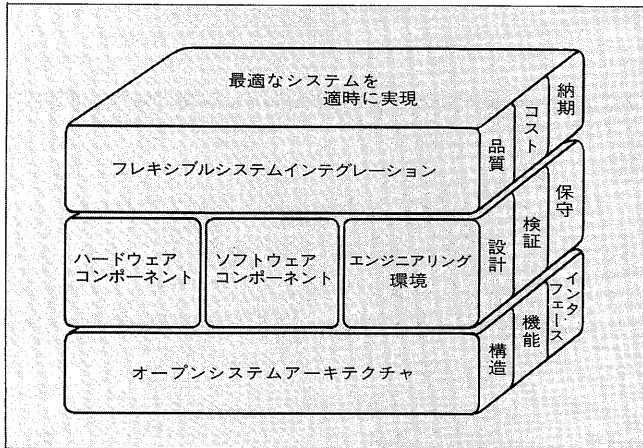 最適なシステムを
適時に実現
フレキシブルシステムインテグレーション
品質
コスト
納期
ハードウェア
コンポーネント
ソフトウェア
コンポーネント
エンジニアリング
環境
設計
検証
保守
オープンシステムアーキテクチャ
構造
機能
インタ
フェース